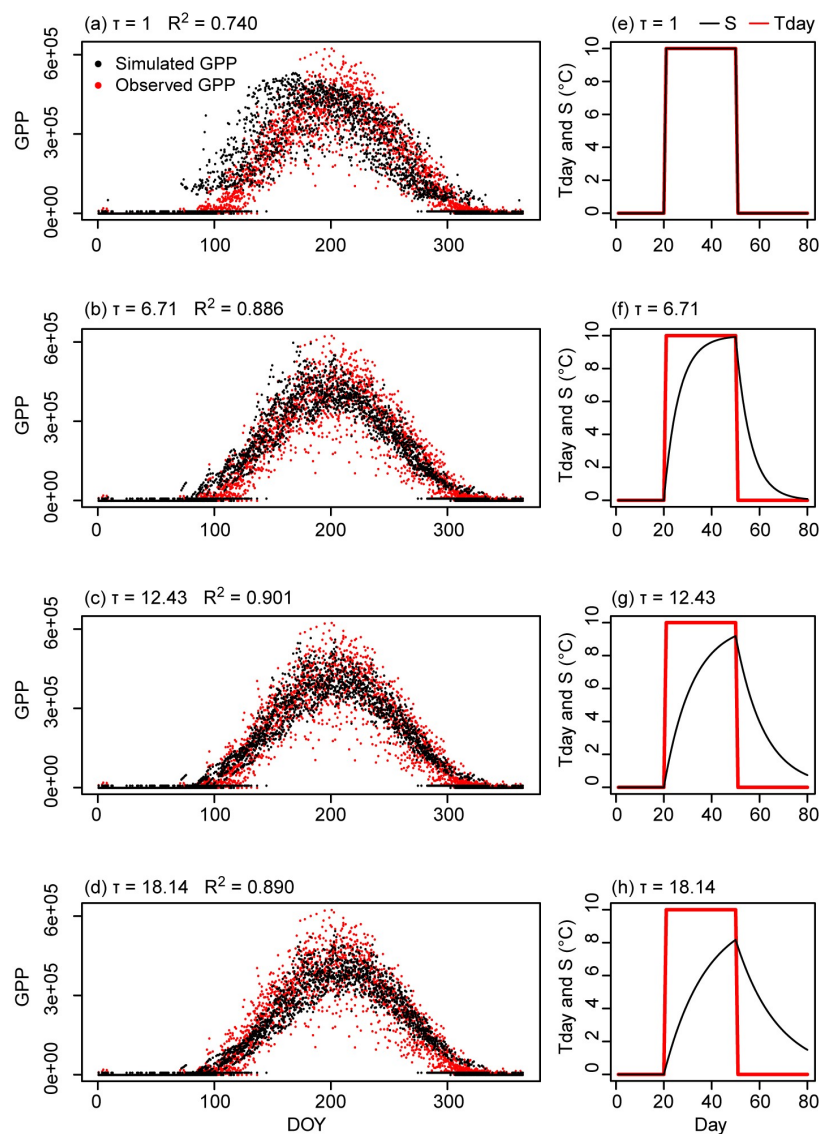 (a) τ = 1 R² = 0.740
Simulated GPP
Observed GPP
GPP
6e+05
3e+05
0e+00
0 100 200 300
(e) τ = 1 S Tday
Tday and S (°C)
10
8
6
4
2
0
0 20 40 60 80
(b) τ = 6.71 R² = 0.886
GPP
6e+05
3e+05
0e+00
0 100 200 300
(f) τ = 6.71
Tday and S (°C)
10
8
6
4
2
0
0 20 40 60 80
(c) τ = 12.43 R² = 0.901
GPP
6e+05
3e+05
0e+00
0 100 200 300
(g) τ = 12.43
Tday and S (°C)
10
8
6
4
2
0
0 20 40 60 80
(d) τ = 18.14 R² = 0.890
GPP
6e+05
3e+05
0e+00
0 100 200 300
DOY
(h) τ = 18.14
Tday and S (°C)
10
8
6
4
2
0
0 20 40 60 80
Day